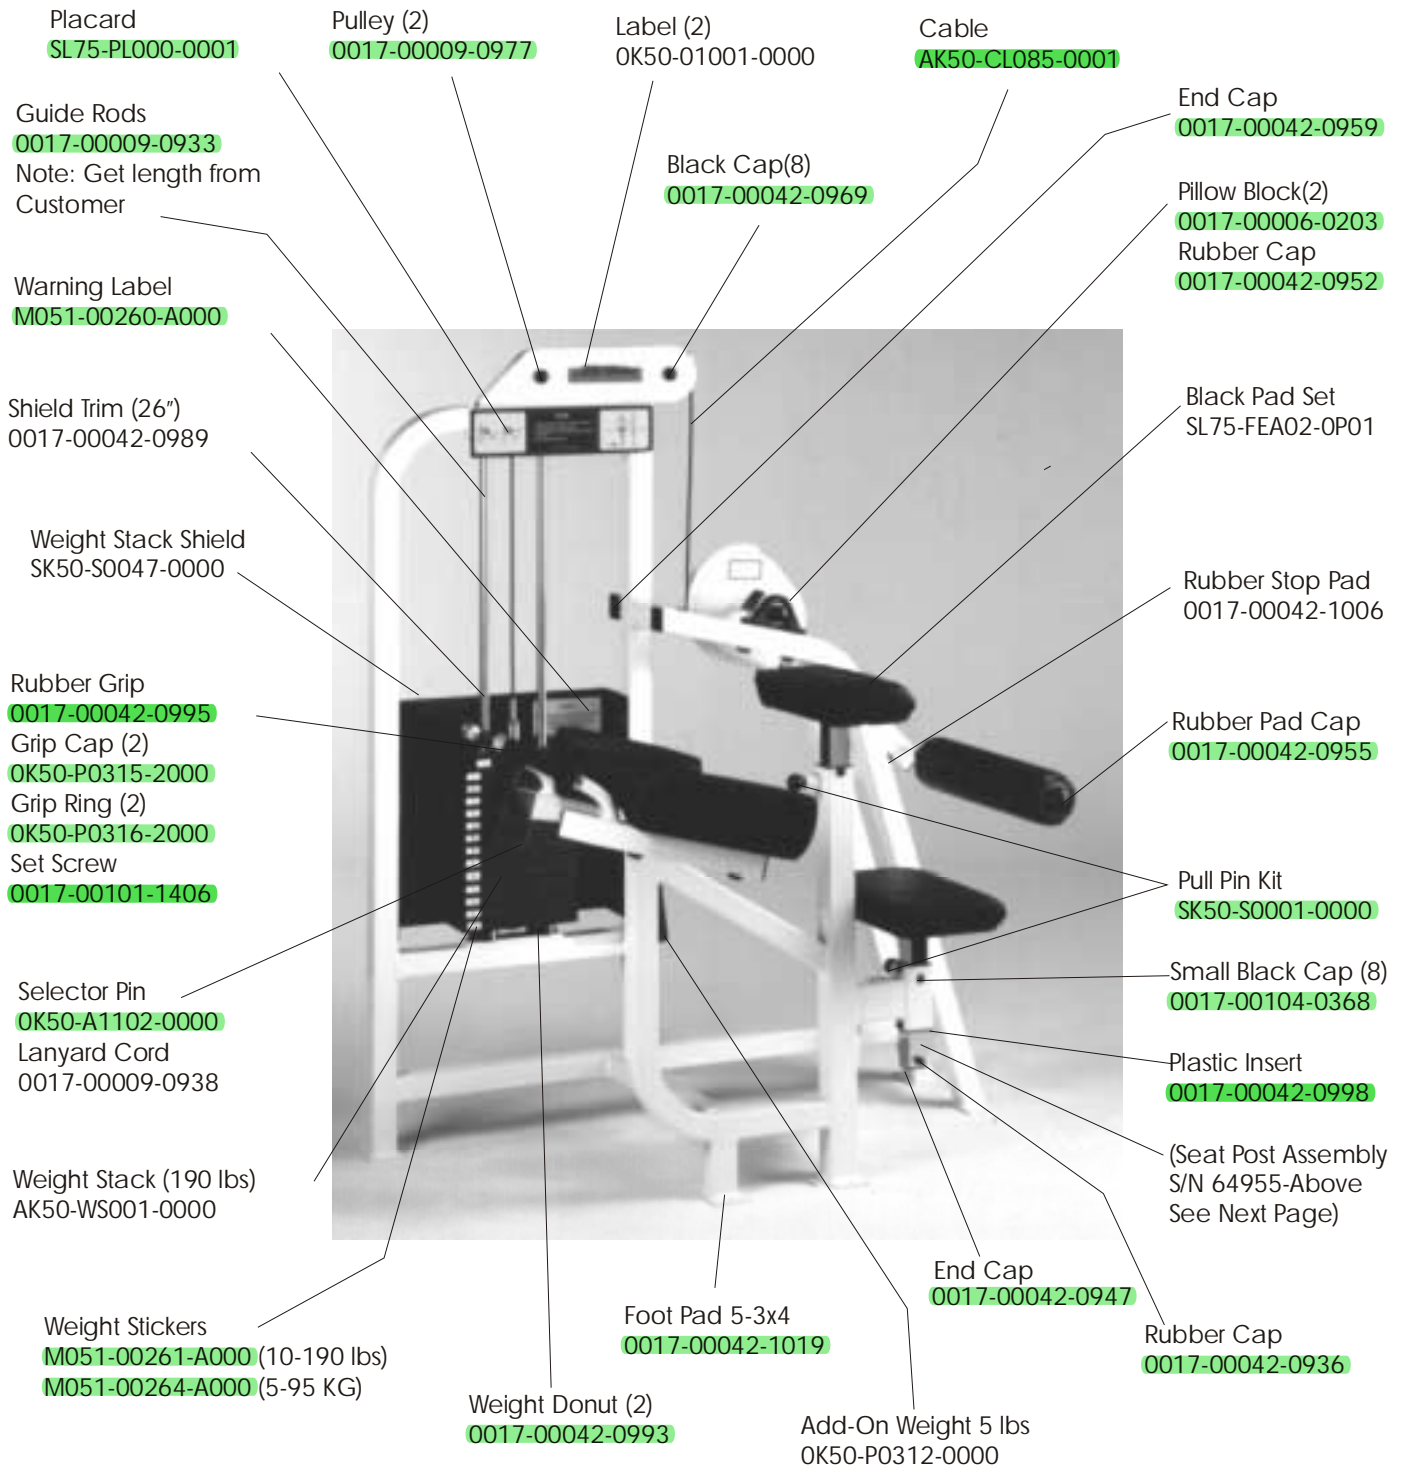 Placard
SL75-PL000-0001
Pulley (2)
0017-00009-0977
Label (2)
0K50-01001-0000
Cable
AK50-CL085-0001
End Cap
0017-00042-0959
Guide Rods
0017-00009-0933
Note: Get length from
Customer
Black Cap(8)
0017-00042-0969
Pillow Block(2)
0017-00006-0203
Rubber Cap
0017-00042-0952
Warning Label
M051-00260-A000
Shield Trim (26")
0017-00042-0989
Black Pad Set
SL75-FEA02-0P01
Weight Stack Shield
SK50-S0047-0000
Rubber Stop Pad
0017-00042-1006
Rubber Grip
0017-00042-0995
Grip Cap (2)
0K50-P0315-2000
Grip Ring (2)
0K50-P0316-2000
Set Screw
0017-00101-1406
Rubber Pad Cap
0017-00042-0955
Pull Pin Kit
SK50-S0001-0000
Selector Pin
0K50-A1102-0000
Lanyard Cord
0017-00009-0938
Small Black Cap (8)
0017-00104-0368
Plastic Insert
0017-00042-0998
Weight Stack (190 lbs)
AK50-WS001-0000
(Seat Post Assembly
S/N 64955-Above
See Next Page)
End Cap
0017-00042-0947
Weight Stickers
M051-00261-A000 (10-190 lbs)
M051-00264-A000 (5-95 KG)
Foot Pad 5-3x4
0017-00042-1019
Rubber Cap
0017-00042-0936
Weight Donut (2)
0017-00042-0993
Add-On Weight 5 lbs
0K50-P0312-0000